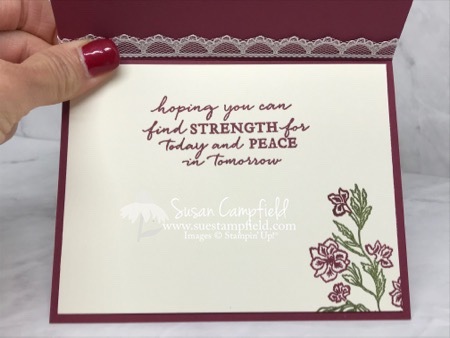 hoping you can
find STRENGTH for
today and PEACE
in tomorrow
Susan Campfield
www.suestampfield.com
Images © Stampin' Up!